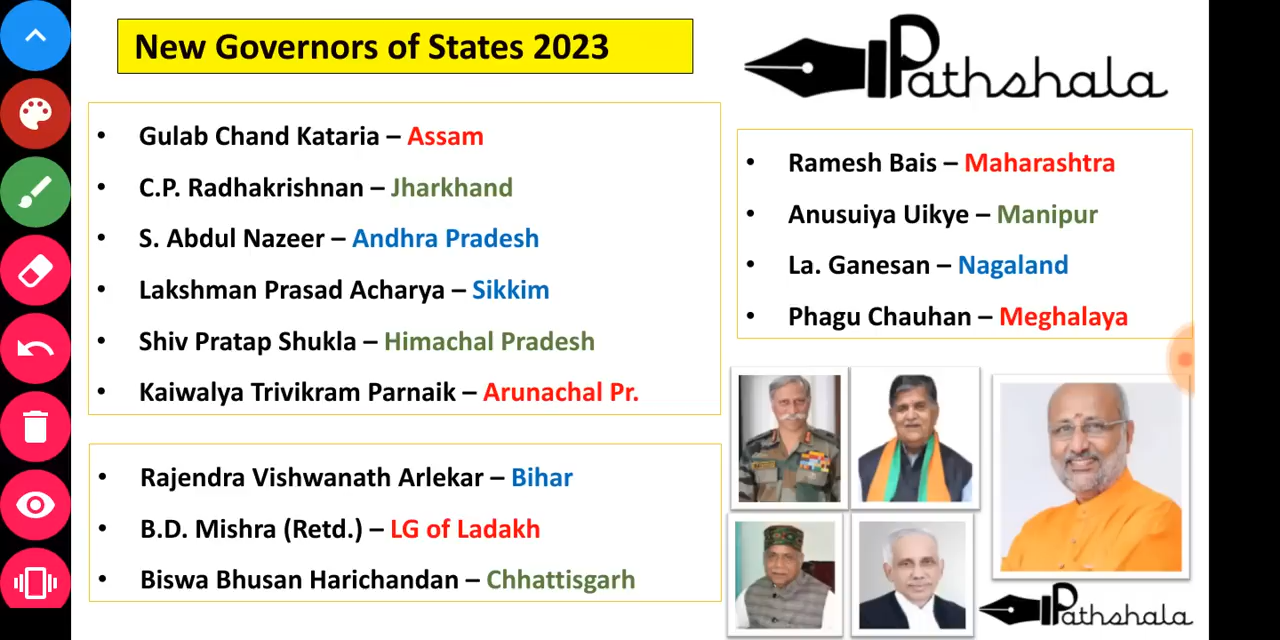 New Governors of States 2023
Pathshala
• Gulab Chand Kataria – Assam
• C.P. Radhakrishnan – Jharkhand
• S. Abdul Nazeer – Andhra Pradesh
• Lakshman Prasad Acharya – Sikkim
• Shiv Pratap Shukla – Himachal Pradesh
• Kaiwalya Trivikram Parnaik – Arunachal Pr.
• Rajendra Vishwanath Arlekar – Bihar
• B.D. Mishra (Retd.) – LG of Ladakh
• Biswa Bhusan Harichandan – Chhattisgarh
• Ramesh Bais – Maharashtra
• Anusuiya Uikye – Manipur
• La. Ganesan – Nagaland
• Phagu Chauhan – Meghalaya
Pathshala